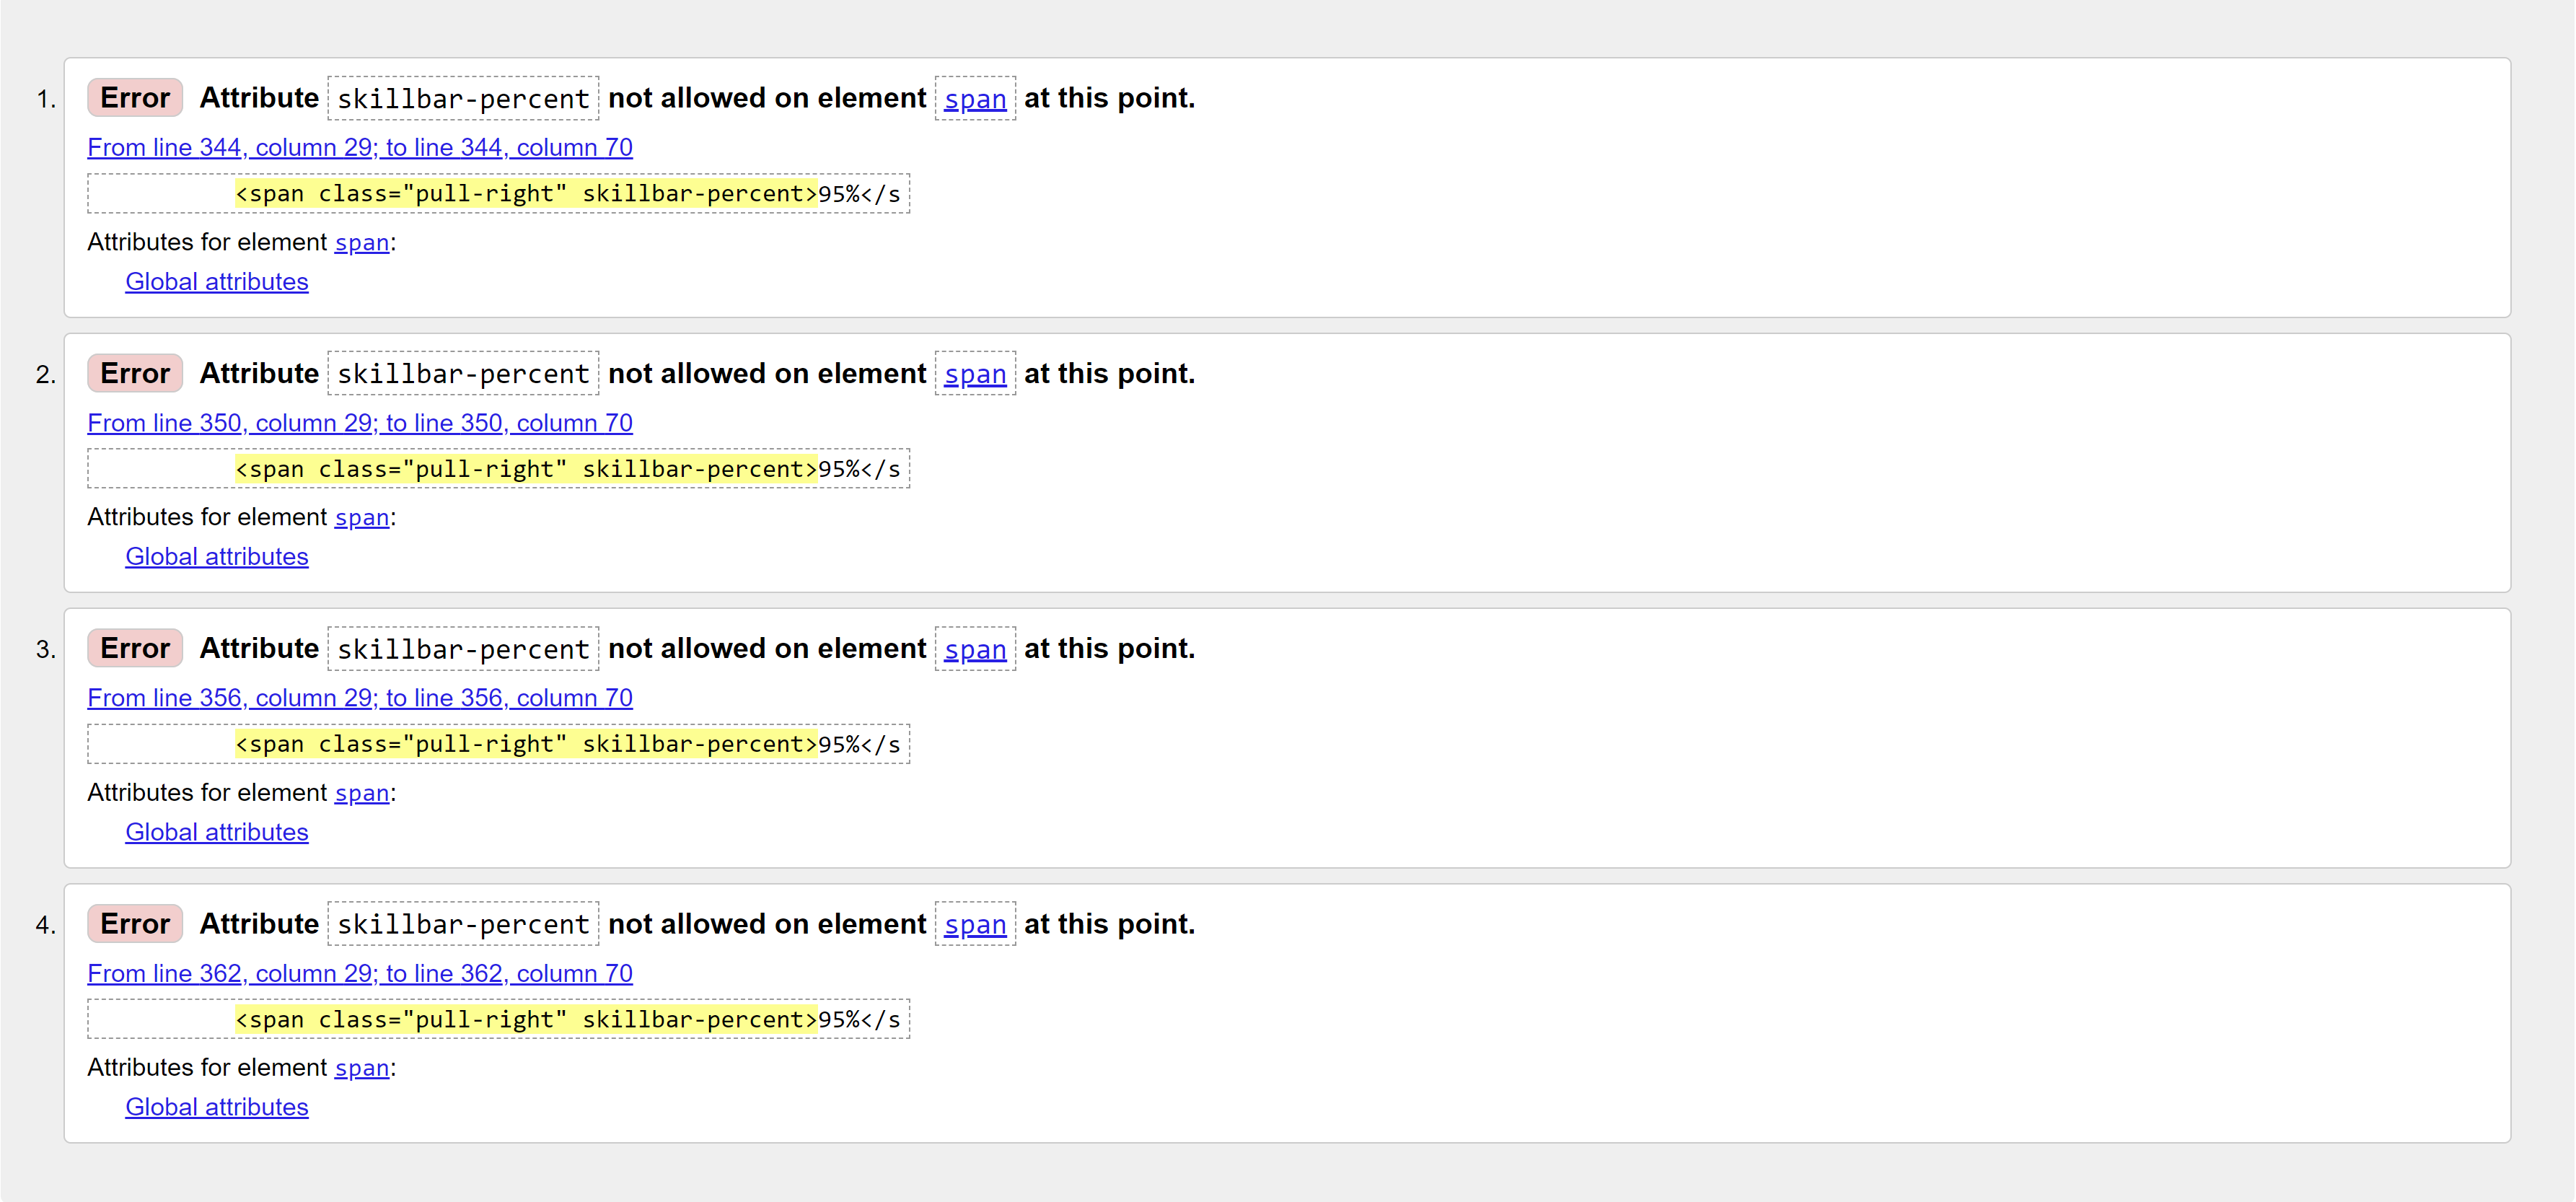 1. Error Attribute skillbar-percent not allowed on element span at this point.
From line 344, column 29; to line 344, column 70
<span class="pull-right" skillbar-percent>95%</s
Attributes for element span:
Global attributes
2. Error Attribute skillbar-percent not allowed on element span at this point.
From line 350, column 29; to line 350, column 70
<span class="pull-right" skillbar-percent>95%</s
Attributes for element span:
Global attributes
3. Error Attribute skillbar-percent not allowed on element span at this point.
From line 356, column 29; to line 356, column 70
<span class="pull-right" skillbar-percent>95%</s
Attributes for element span:
Global attributes
4. Error Attribute skillbar-percent not allowed on element span at this point.
From line 362, column 29; to line 362, column 70
<span class="pull-right" skillbar-percent>95%</s
Attributes for element span:
Global attributes